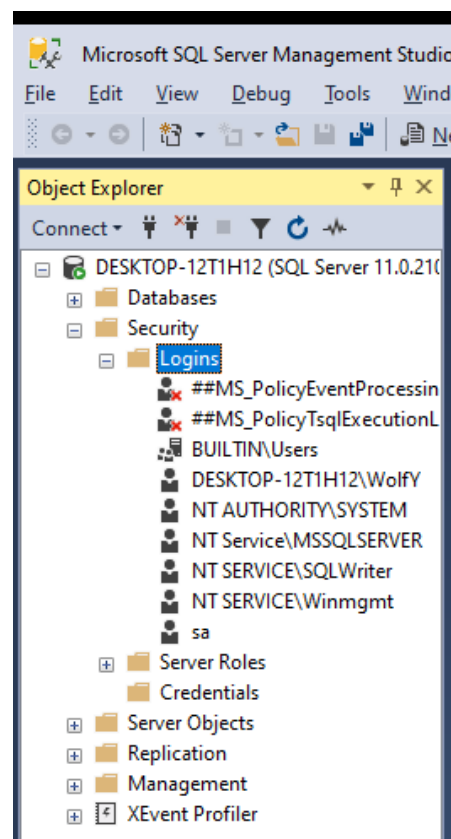 Microsoft SQL Server Management Studio
File Edit View Debug Tools Wind
Ne
Object Explorer
Connect
DESKTOP-12T1H12 (SQL Server 11.0.210
Databases
Security
Logins
##MS_PolicyEventProcessin
##MS_PolicyTsqlExecutionL
BUILTIN\Users
DESKTOP-12T1H12\WolfY
NT AUTHORITY\SYSTEM
NT Service\MSSQLSERVER
NT SERVICE\SQLWriter
NT SERVICE\Winmgmt
sa
Server Roles
Credentials
Server Objects
Replication
Management
XEvent Profiler